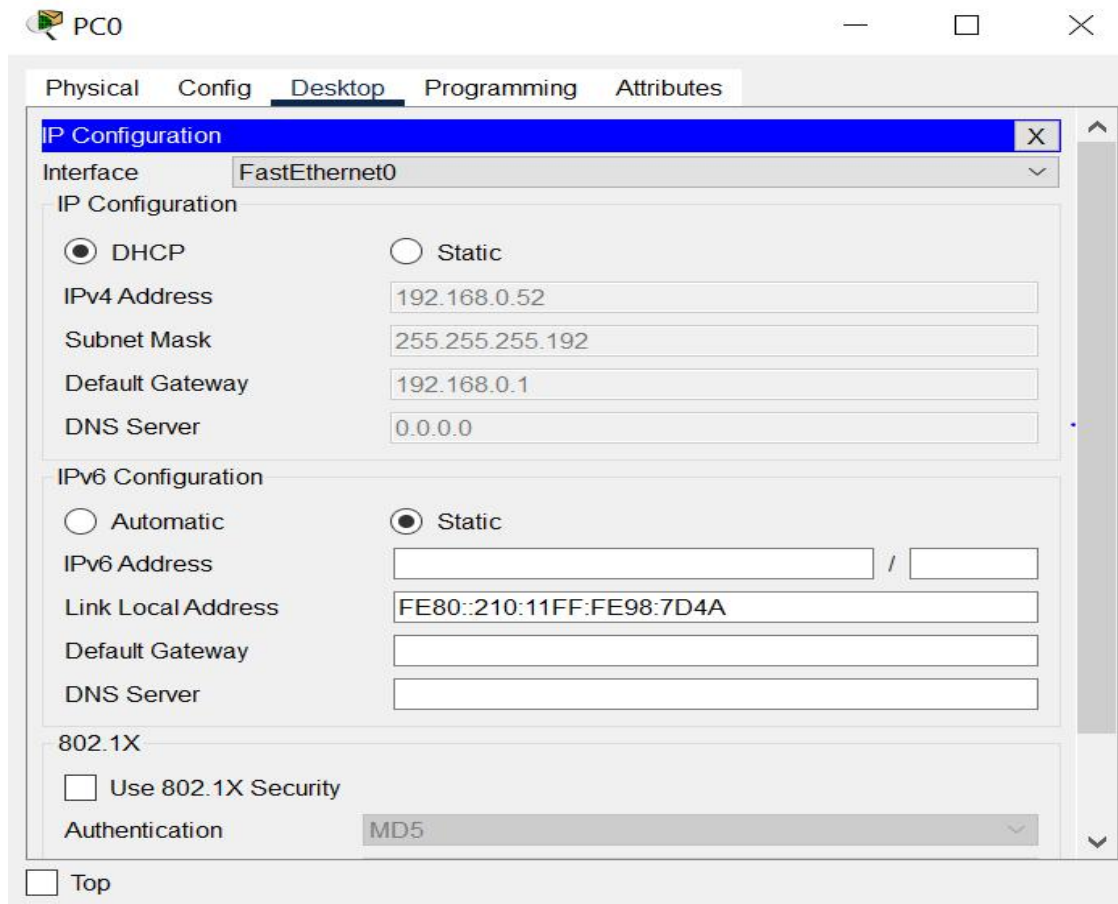 PC0
Physical Config Desktop Programming Attributes
IP Configuration X
Interface FastEthernet0
IP Configuration
DHCP Static
IPv4 Address 192.168.0.52
Subnet Mask 255.255.255.192
Default Gateway 192.168.0.1
DNS Server 0.0.0.0
IPv6 Configuration
Automatic Static
IPv6 Address /
Link Local Address FE80::210:11FF:FE98:7D4A
Default Gateway
DNS Server
802.1X
Use 802.1X Security
Authentication MD5
Top